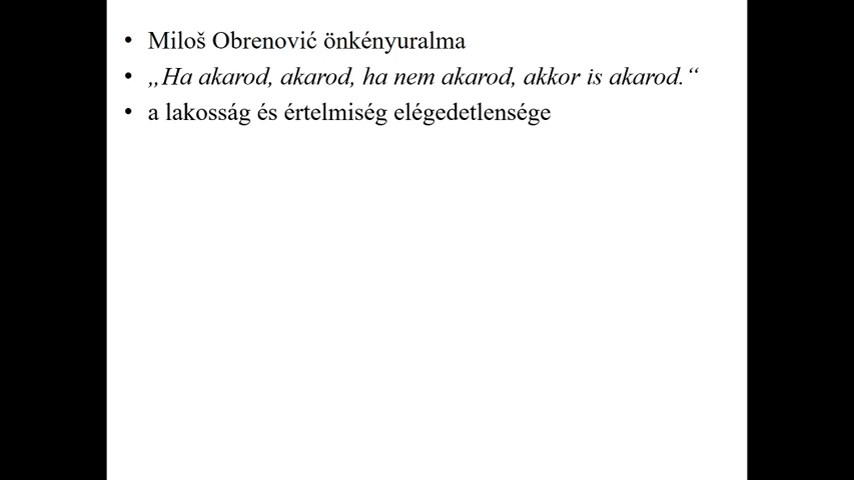 • Miloš Obrenović önkényuralma
• „Ha akarod, akarod, ha nem akarod, akkor is akarod.“
• a lakosság és értelmiség elégedetlensége